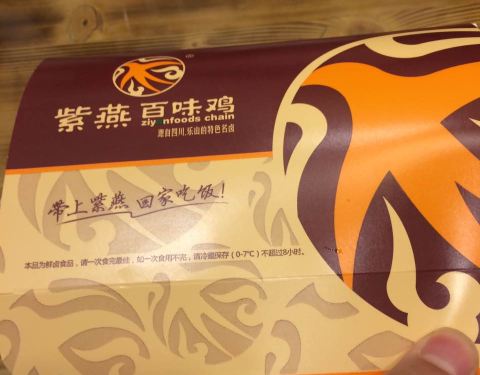 ®
紫燕 百味鸡
ziyanfoods chain
源自四川,乐山的特色名卤
带上紫燕 回家吃饭!
本品为鲜卤食品,请一次食完最佳,如一次食用不完,请冷藏保存(0-7℃)不超过8小时。